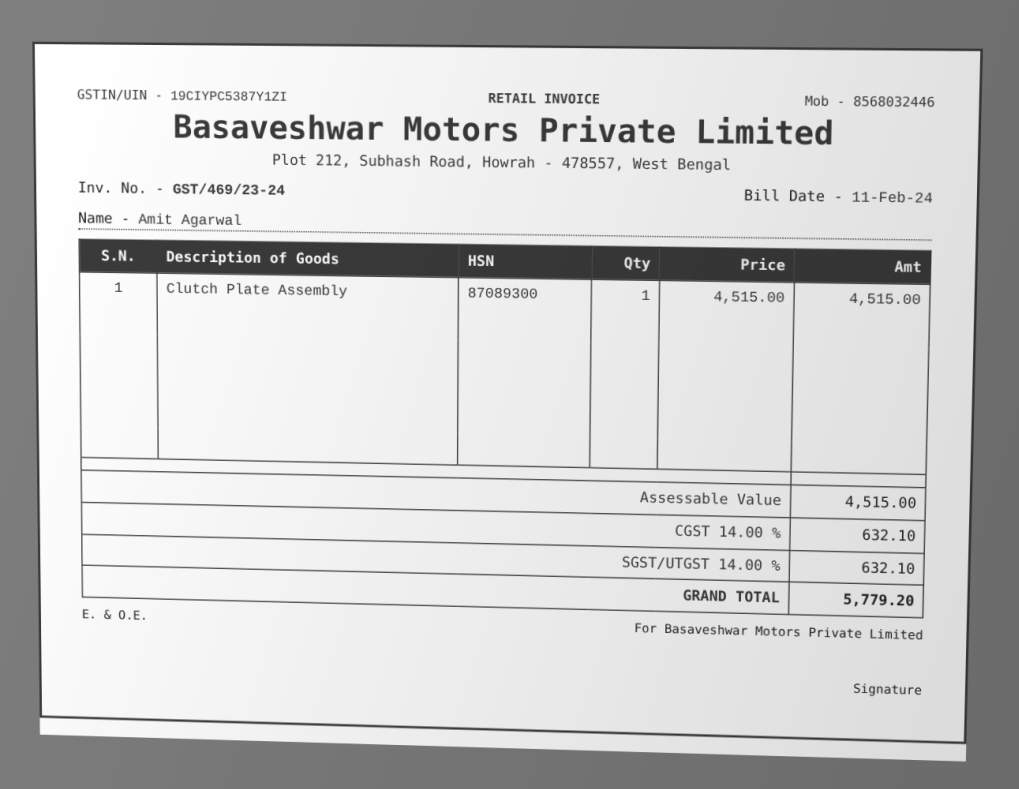 GSTIN/UIN - 19CIYPC5387Y1ZI RETAIL INVOICE Mob - 8568032446
Basaveshwar Motors Private Limited
Plot 212, Subhash Road, Howrah - 478557, West Bengal
Inv. No. - GST/469/23-24 Bill Date - 11-Feb-24
Name - Amit Agarwal
S.N. Description of Goods HSN Qty Price Amt
1 Clutch Plate Assembly 87089300 1 4,515.00 4,515.00
Assessable Value 4,515.00
CGST 14.00 % 632.10
SGST/UTGST 14.00 % 632.10
GRAND TOTAL 5,779.20
E. & O.E. For Basaveshwar Motors Private Limited
Signature